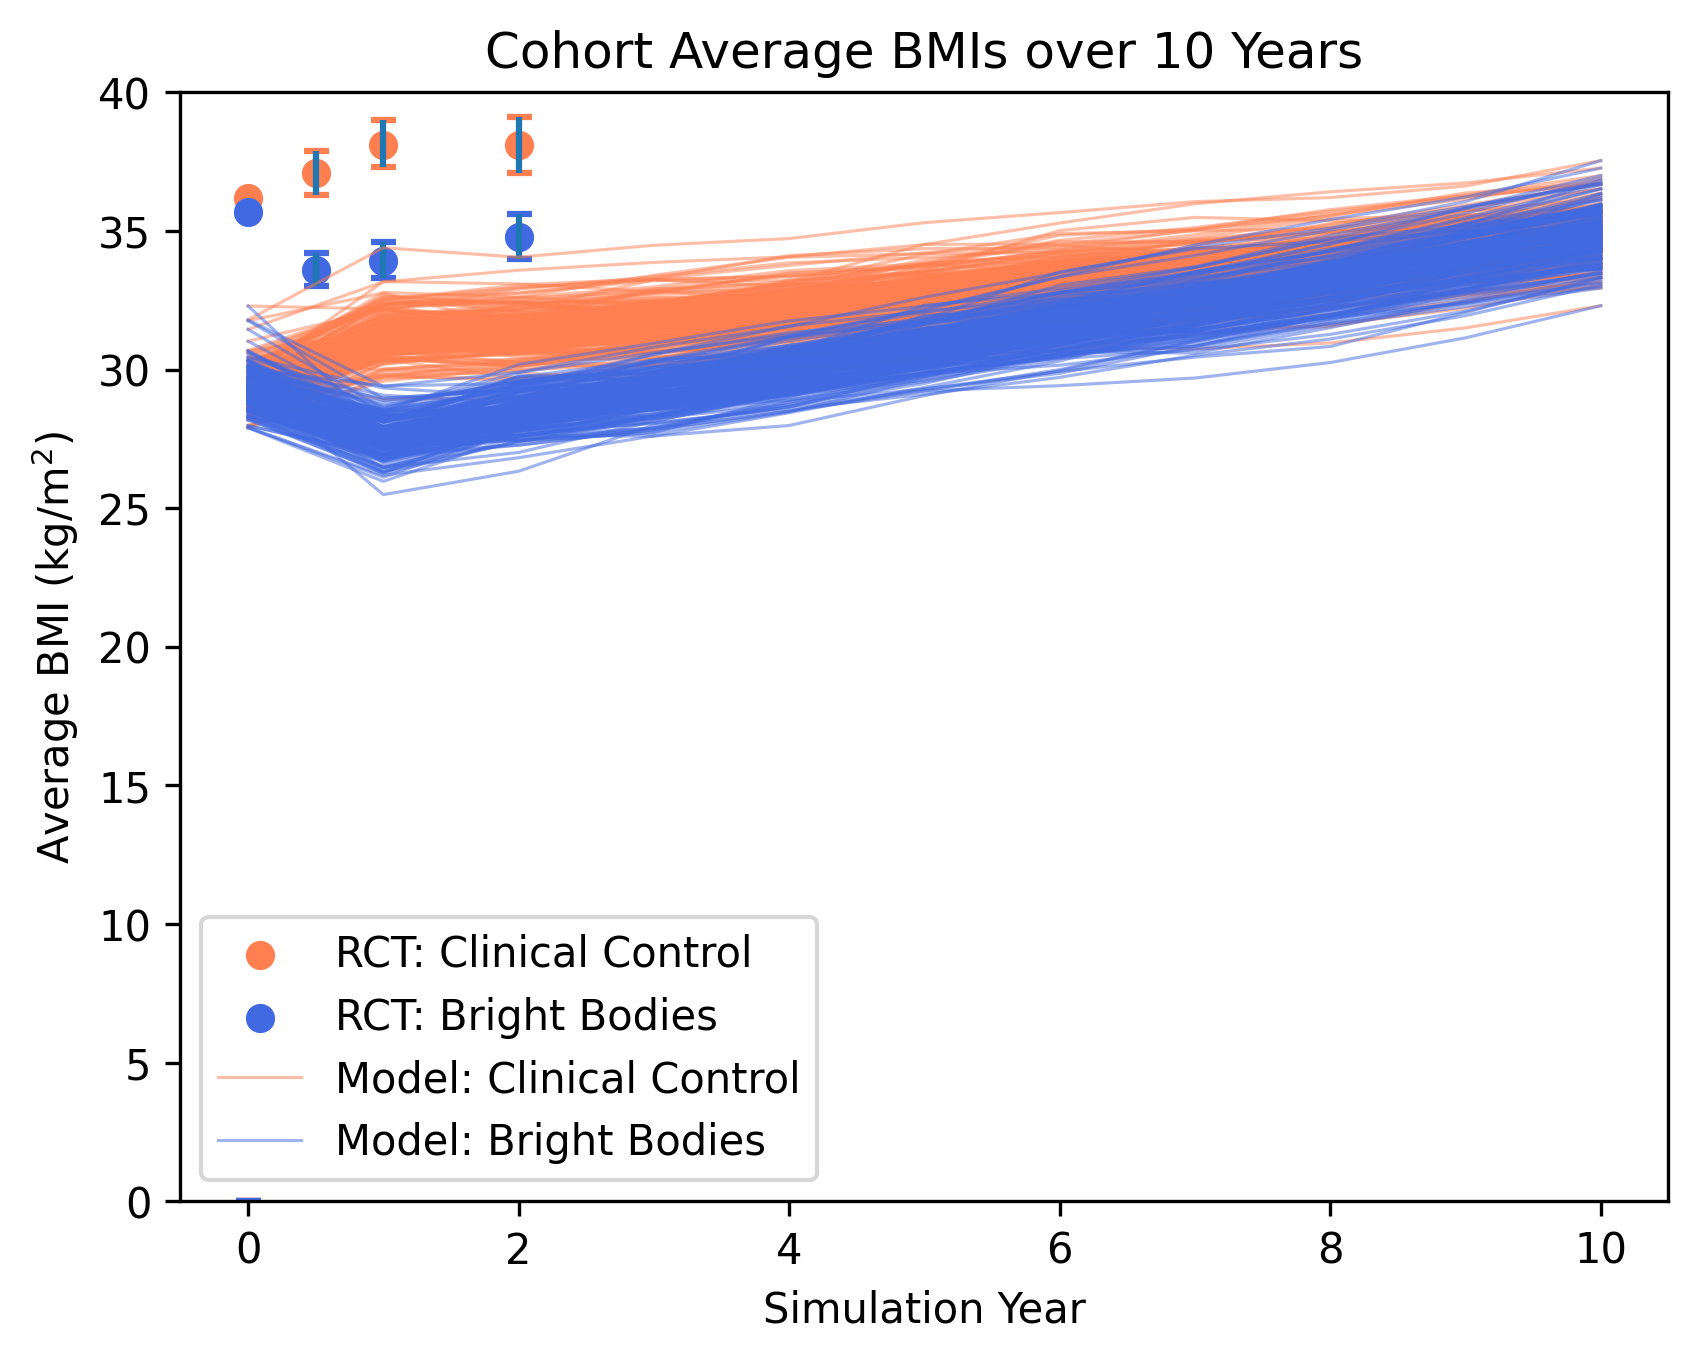 Cohort Average BMIs over 10 Years
Average BMI (kg/m²)
40
35
30
25
20
15
10
5
0
RCT: Clinical Control
RCT: Bright Bodies
Model: Clinical Control
Model: Bright Bodies
0 2 4 6 8 10
Simulation Year